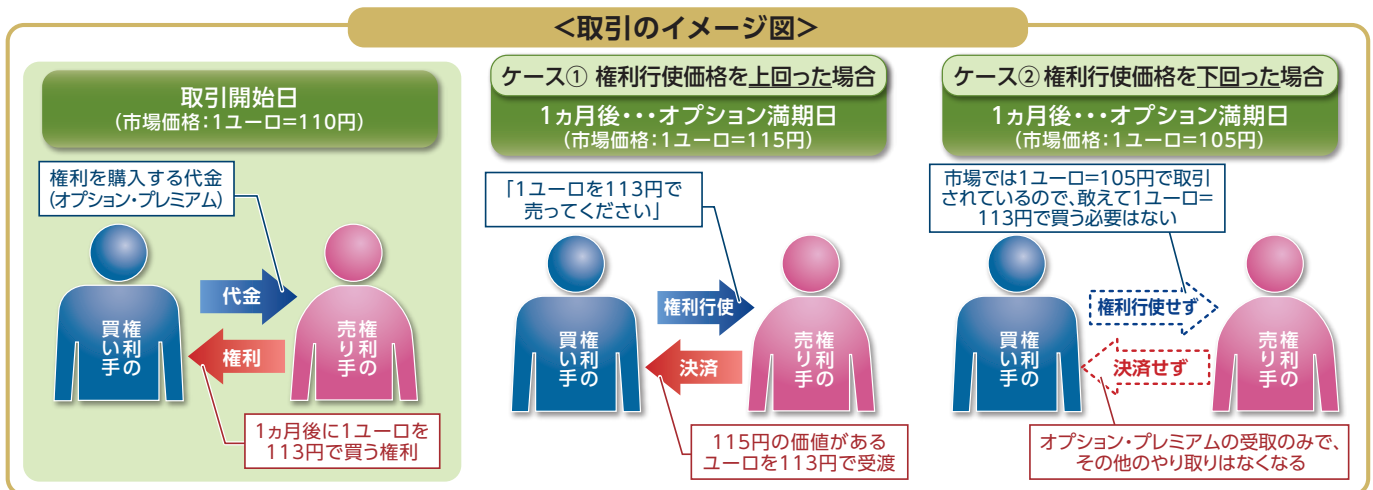 <取引のイメージ図>
取引開始日
(市場価格:1ユーロ=110円)
権利を購入する代金
(オプション・プレミアム)
代金
権利
権利の
買い手
権利の
売り手
1ヵ月後に1ユーロを
113円で買う権利
ケース① 権利行使価格を上回った場合
1ヵ月後・・・オプション満期日
(市場価格:1ユーロ=115円)
「1ユーロを113円で
売ってください」
権利行使
決済
権利の
買い手
権利の
売り手
115円の価値がある
ユーロを113円で受渡
ケース② 権利行使価格を下回った場合
1ヵ月後・・・オプション満期日
(市場価格:1ユーロ=105円)
市場では1ユーロ=105円で取引
されているので、敢えて1ユーロ=
113円で買う必要はない
権利行使せず
決済せず
権利の
買い手
権利の
売り手
オプション・プレミアムの受取のみで、
その他のやり取りはなくなる